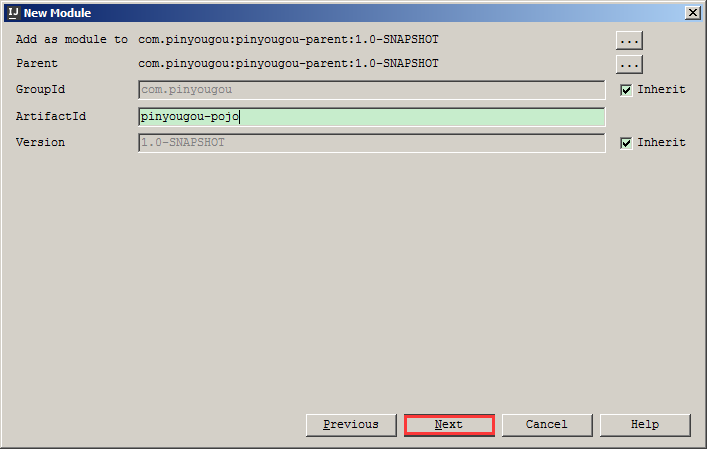 IJ New Module
Add as module to com.pinyougou:pinyougou-parent:1.0-SNAPSHOT ...
Parent com.pinyougou:pinyougou-parent:1.0-SNAPSHOT ...
GroupId com.pinyougou Inherit
ArtifactId pinyougou-pojo
Version 1.0-SNAPSHOT Inherit
Previous Next Cancel Help